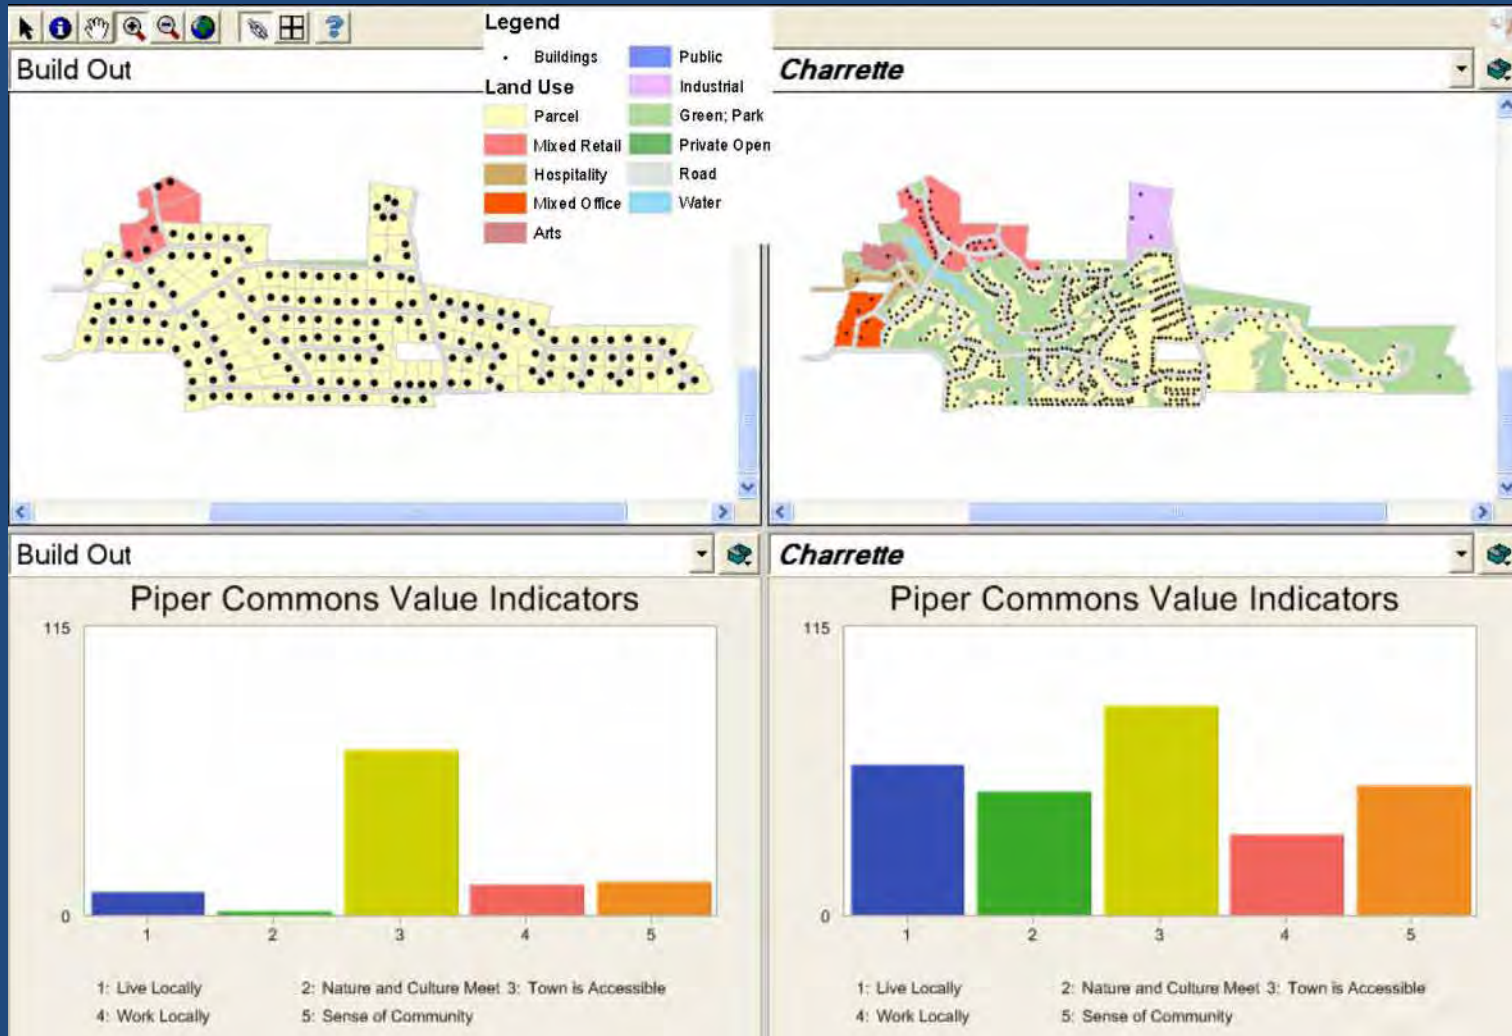 Legend
Buildings
Public
Land Use
Industrial
Parcel
Green; Park
Mixed Retail
Private Open
Hospitality
Road
Mixed Office
Water
Arts
Build Out
Charrette
Build Out
Piper Commons Value Indicators
115
0
1 2 3 4 5
1: Live Locally 2: Nature and Culture Meet 3: Town is Accessible
4: Work Locally 5: Sense of Community
Charrette
Piper Commons Value Indicators
115
0
1 2 3 4 5
1: Live Locally 2: Nature and Culture Meet 3: Town is Accessible
4: Work Locally 5: Sense of Community